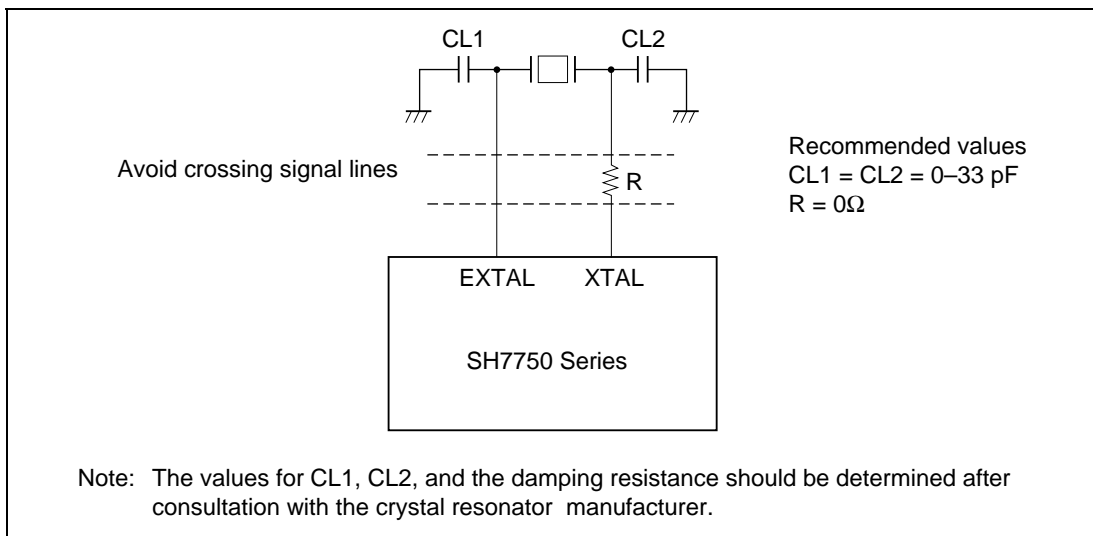 CL1
CL2
Avoid crossing signal lines
R
Recommended values
CL1 = CL2 = 0–33 pF
R = 0Ω
EXTAL
XTAL
SH7750 Series
Note: The values for CL1, CL2, and the damping resistance should be determined after
consultation with the crystal resonator manufacturer.